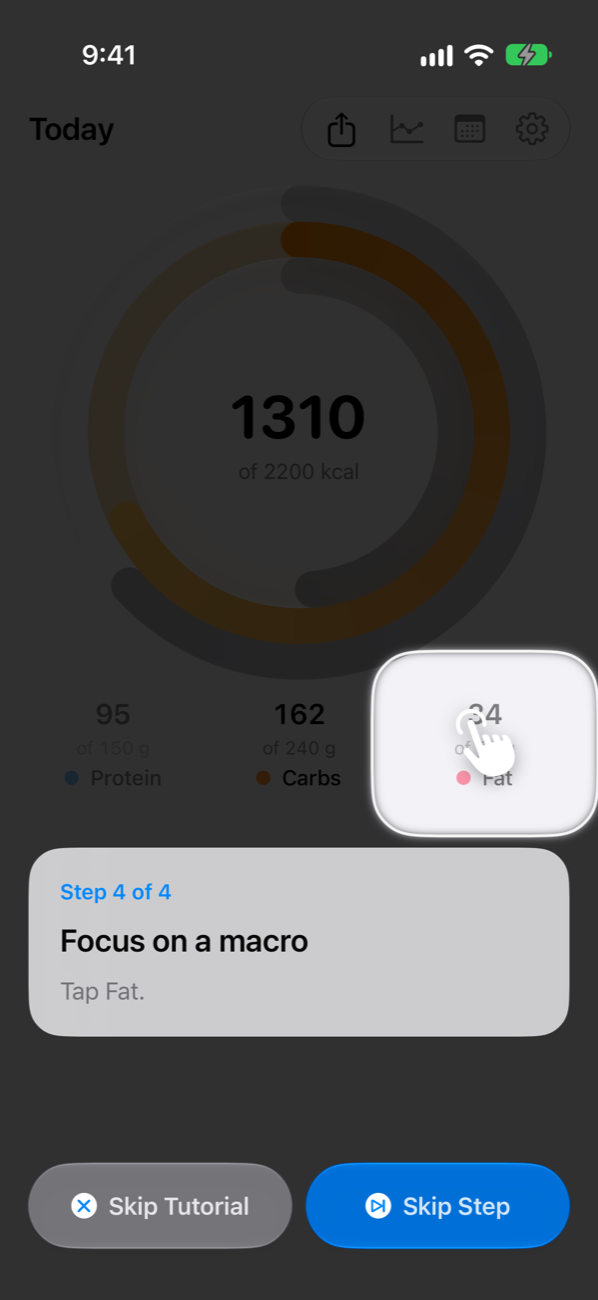 9:41
Today
1310
of 2200 kcal
95
of 150 g
Protein
162
of 240 g
Carbs
Fat
Step 4 of 4
Focus on a macro
Tap Fat.
Skip Tutorial
Skip Step